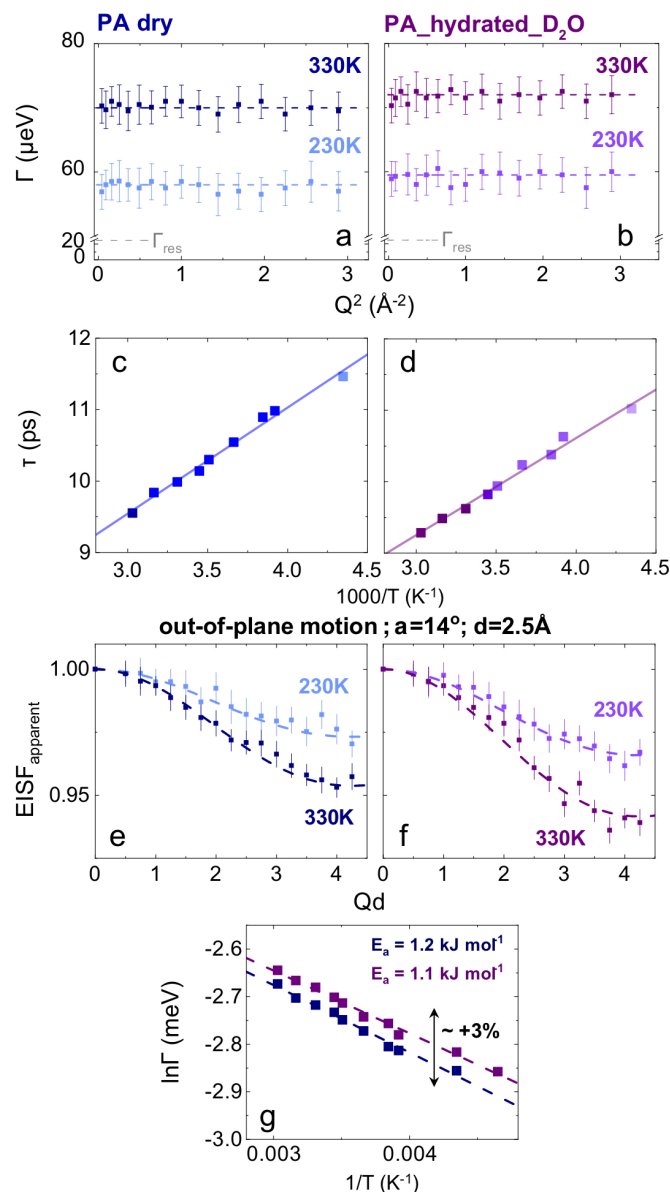 PA dry
PA_hydrated_D₂O
80
60
20
0
Γ (µeV)
330K
230K
Γres
a
330K
230K
Γres
b
0 1 2 3
0 1 2 3
Q² (Å⁻²)
12
11
10
9
τ (ps)
c
d
3.0 3.5 4.0 4.5
3.0 3.5 4.0 4.5
1000/T (K⁻¹)
out-of-plane motion ; a=14º; d=2.5Å
1.00
0.95
EISFapparent
230K
330K
e
230K
330K
f
0 1 2 3 4
0 1 2 3 4
Qd
-2.6
-2.7
-2.8
-2.9
-3.0
lnΓ (meV)
Eₐ = 1.2 kJ mol⁻¹
Eₐ = 1.1 kJ mol⁻¹
~ +3%
g
0.003 0.004
1/T (K⁻¹)